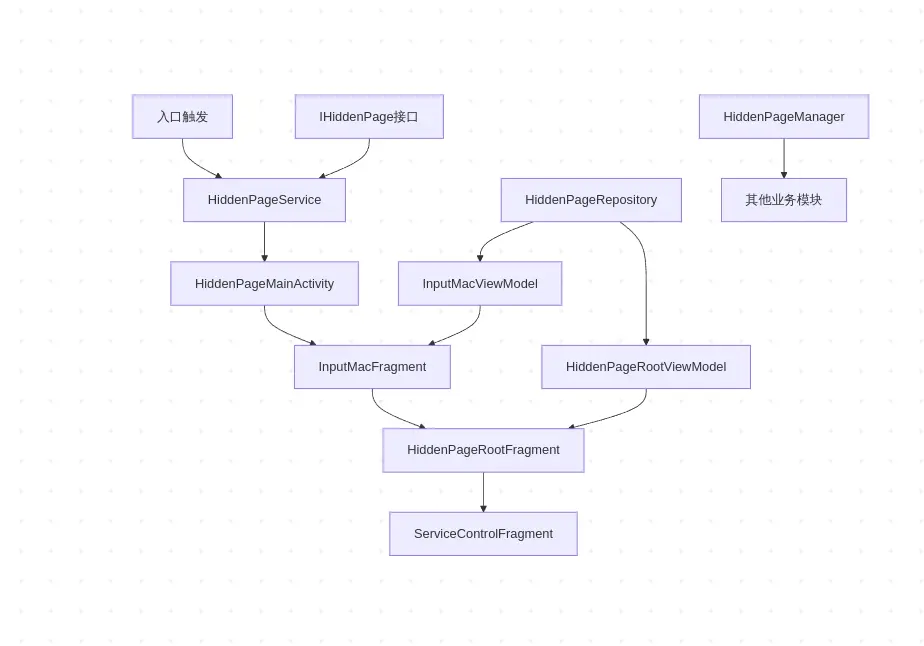 入口触发
IHiddenPage接口
HiddenPageManager
HiddenPageService
HiddenPageRepository
其他业务模块
HiddenPageMainActivity
InputMacViewModel
InputMacFragment
HiddenPageRootViewModel
HiddenPageRootFragment
ServiceControlFragment